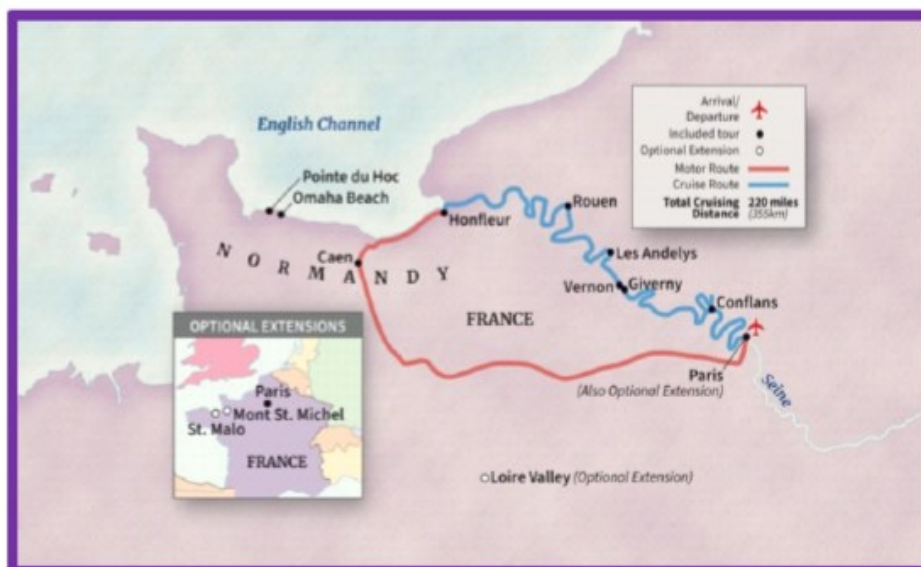 English Channel
Pointe du Hoc
Omaha Beach
Honfleur
Rouen
Caen
NORMANDY
Les Andelys
Vernon
Giverny
FRANCE
Conflans
Paris
(Also Optional Extension)
Seine
Loire Valley (Optional Extension)
Arrival/
Departure
Included tour
Optional Extension
Motor Route
Cruise Route
Total Cruising 220 miles
Distance (355km)
OPTIONAL EXTENSIONS
Paris
Mont St. Michel
St. Malo
FRANCE